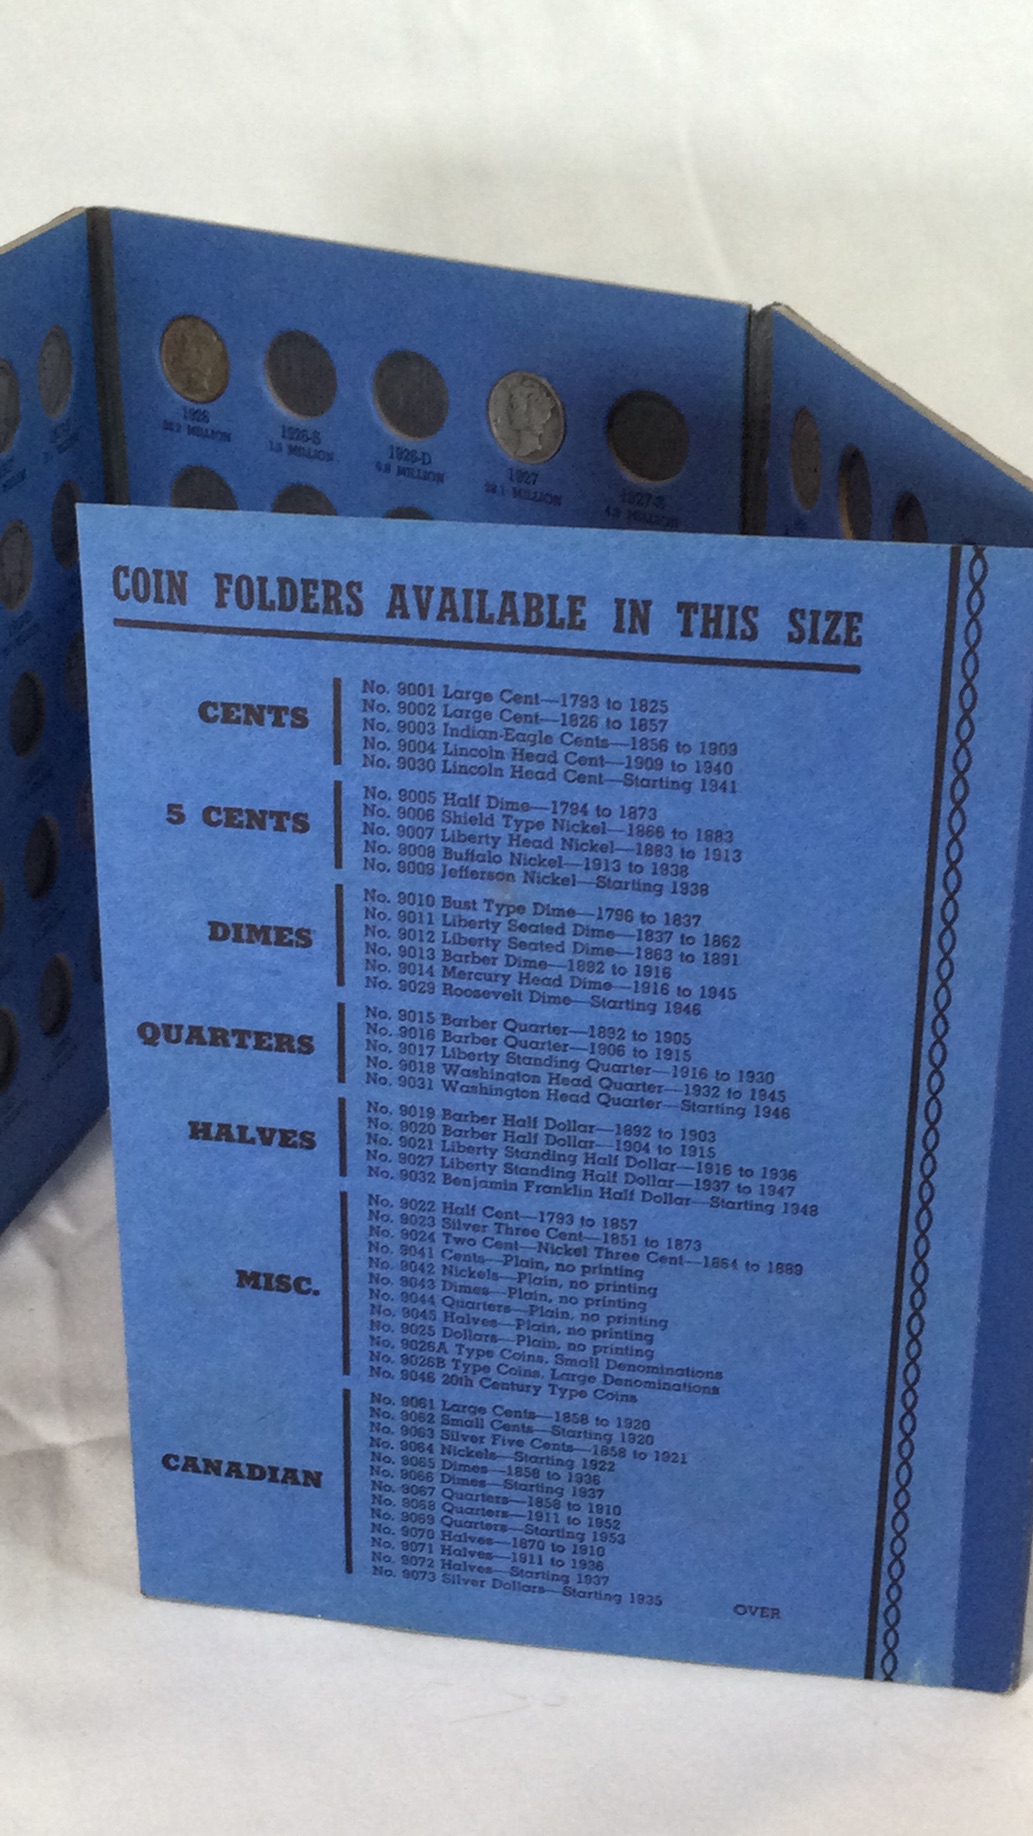 1926
1926-S
1.5 MILLION
1926-D
6.8 MILLION
1927
28.1 MILLION
1927-S
4.8 MILLION
COIN FOLDERS AVAILABLE IN THIS SIZE
CENTS
No. 9001 Large Cent—1793 to 1825
No. 9002 Large Cent—1826 to 1857
No. 9003 Indian-Eagle Cents—1856 to 1909
No. 9004 Lincoln Head Cent—1909 to 1940
No. 9030 Lincoln Head Cent—Starting 1941
5 CENTS
No. 9005 Half Dime—1794 to 1873
No. 9006 Shield Type Nickel—1866 to 1883
No. 9007 Liberty Head Nickel—1883 to 1913
No. 9008 Buffalo Nickel—1913 to 1938
No. 9009 Jefferson Nickel—Starting 1938
DIMES
No. 9010 Bust Type Dime—1796 to 1837
No. 9011 Liberty Seated Dime—1837 to 1862
No. 9012 Liberty Seated Dime—1863 to 1891
No. 9013 Barber Dime—1892 to 1916
No. 9014 Mercury Head Dime—1916 to 1945
No. 9029 Roosevelt Dime—Starting 1946
QUARTERS
No. 9015 Barber Quarter—1892 to 1905
No. 9016 Barber Quarter—1906 to 1915
No. 9017 Liberty Standing Quarter—1916 to 1930
No. 9018 Washington Head Quarter—1932 to 1945
No. 9031 Washington Head Quarter—Starting 1946
HALVES
No. 9019 Barber Half Dollar—1892 to 1903
No. 9020 Barber Half Dollar—1904 to 1915
No. 9021 Liberty Standing Half Dollar—1916 to 1936
No. 9027 Liberty Standing Half Dollar—1937 to 1947
No. 9032 Benjamin Franklin Half Dollar—Starting 1948
MISC.
No. 9022 Half Cent—1793 to 1857
No. 9023 Silver Three Cent—1851 to 1873
No. 9024 Two Cent—Nickel Three Cent—1864 to 1889
No. 9041 Cents—Plain, no printing
No. 9042 Nickels—Plain, no printing
No. 9043 Dimes—Plain, no printing
No. 9044 Quarters—Plain, no printing
No. 9045 Halves—Plain, no printing
No. 9025 Dollars—Plain, no printing
No. 9026A Type Coins, Small Denominations
No. 9026B Type Coins, Large Denominations
No. 9046 20th Century Type Coins
CANADIAN
No. 9061 Large Cents—1858 to 1920
No. 9062 Small Cents—Starting 1920
No. 9063 Silver Five Cents—1858 to 1921
No. 9064 Nickels—Starting 1922
No. 9065 Dimes—1858 to 1936
No. 9066 Dimes—Starting 1937
No. 9067 Quarters—1858 to 1910
No. 9068 Quarters—1911 to 1952
No. 9069 Quarters—Starting 1953
No. 9070 Halves—1870 to 1910
No. 9071 Halves—1911 to 1936
No. 9072 Halves—Starting 1937
No. 9073 Silver Dollars—Starting 1935
OVER